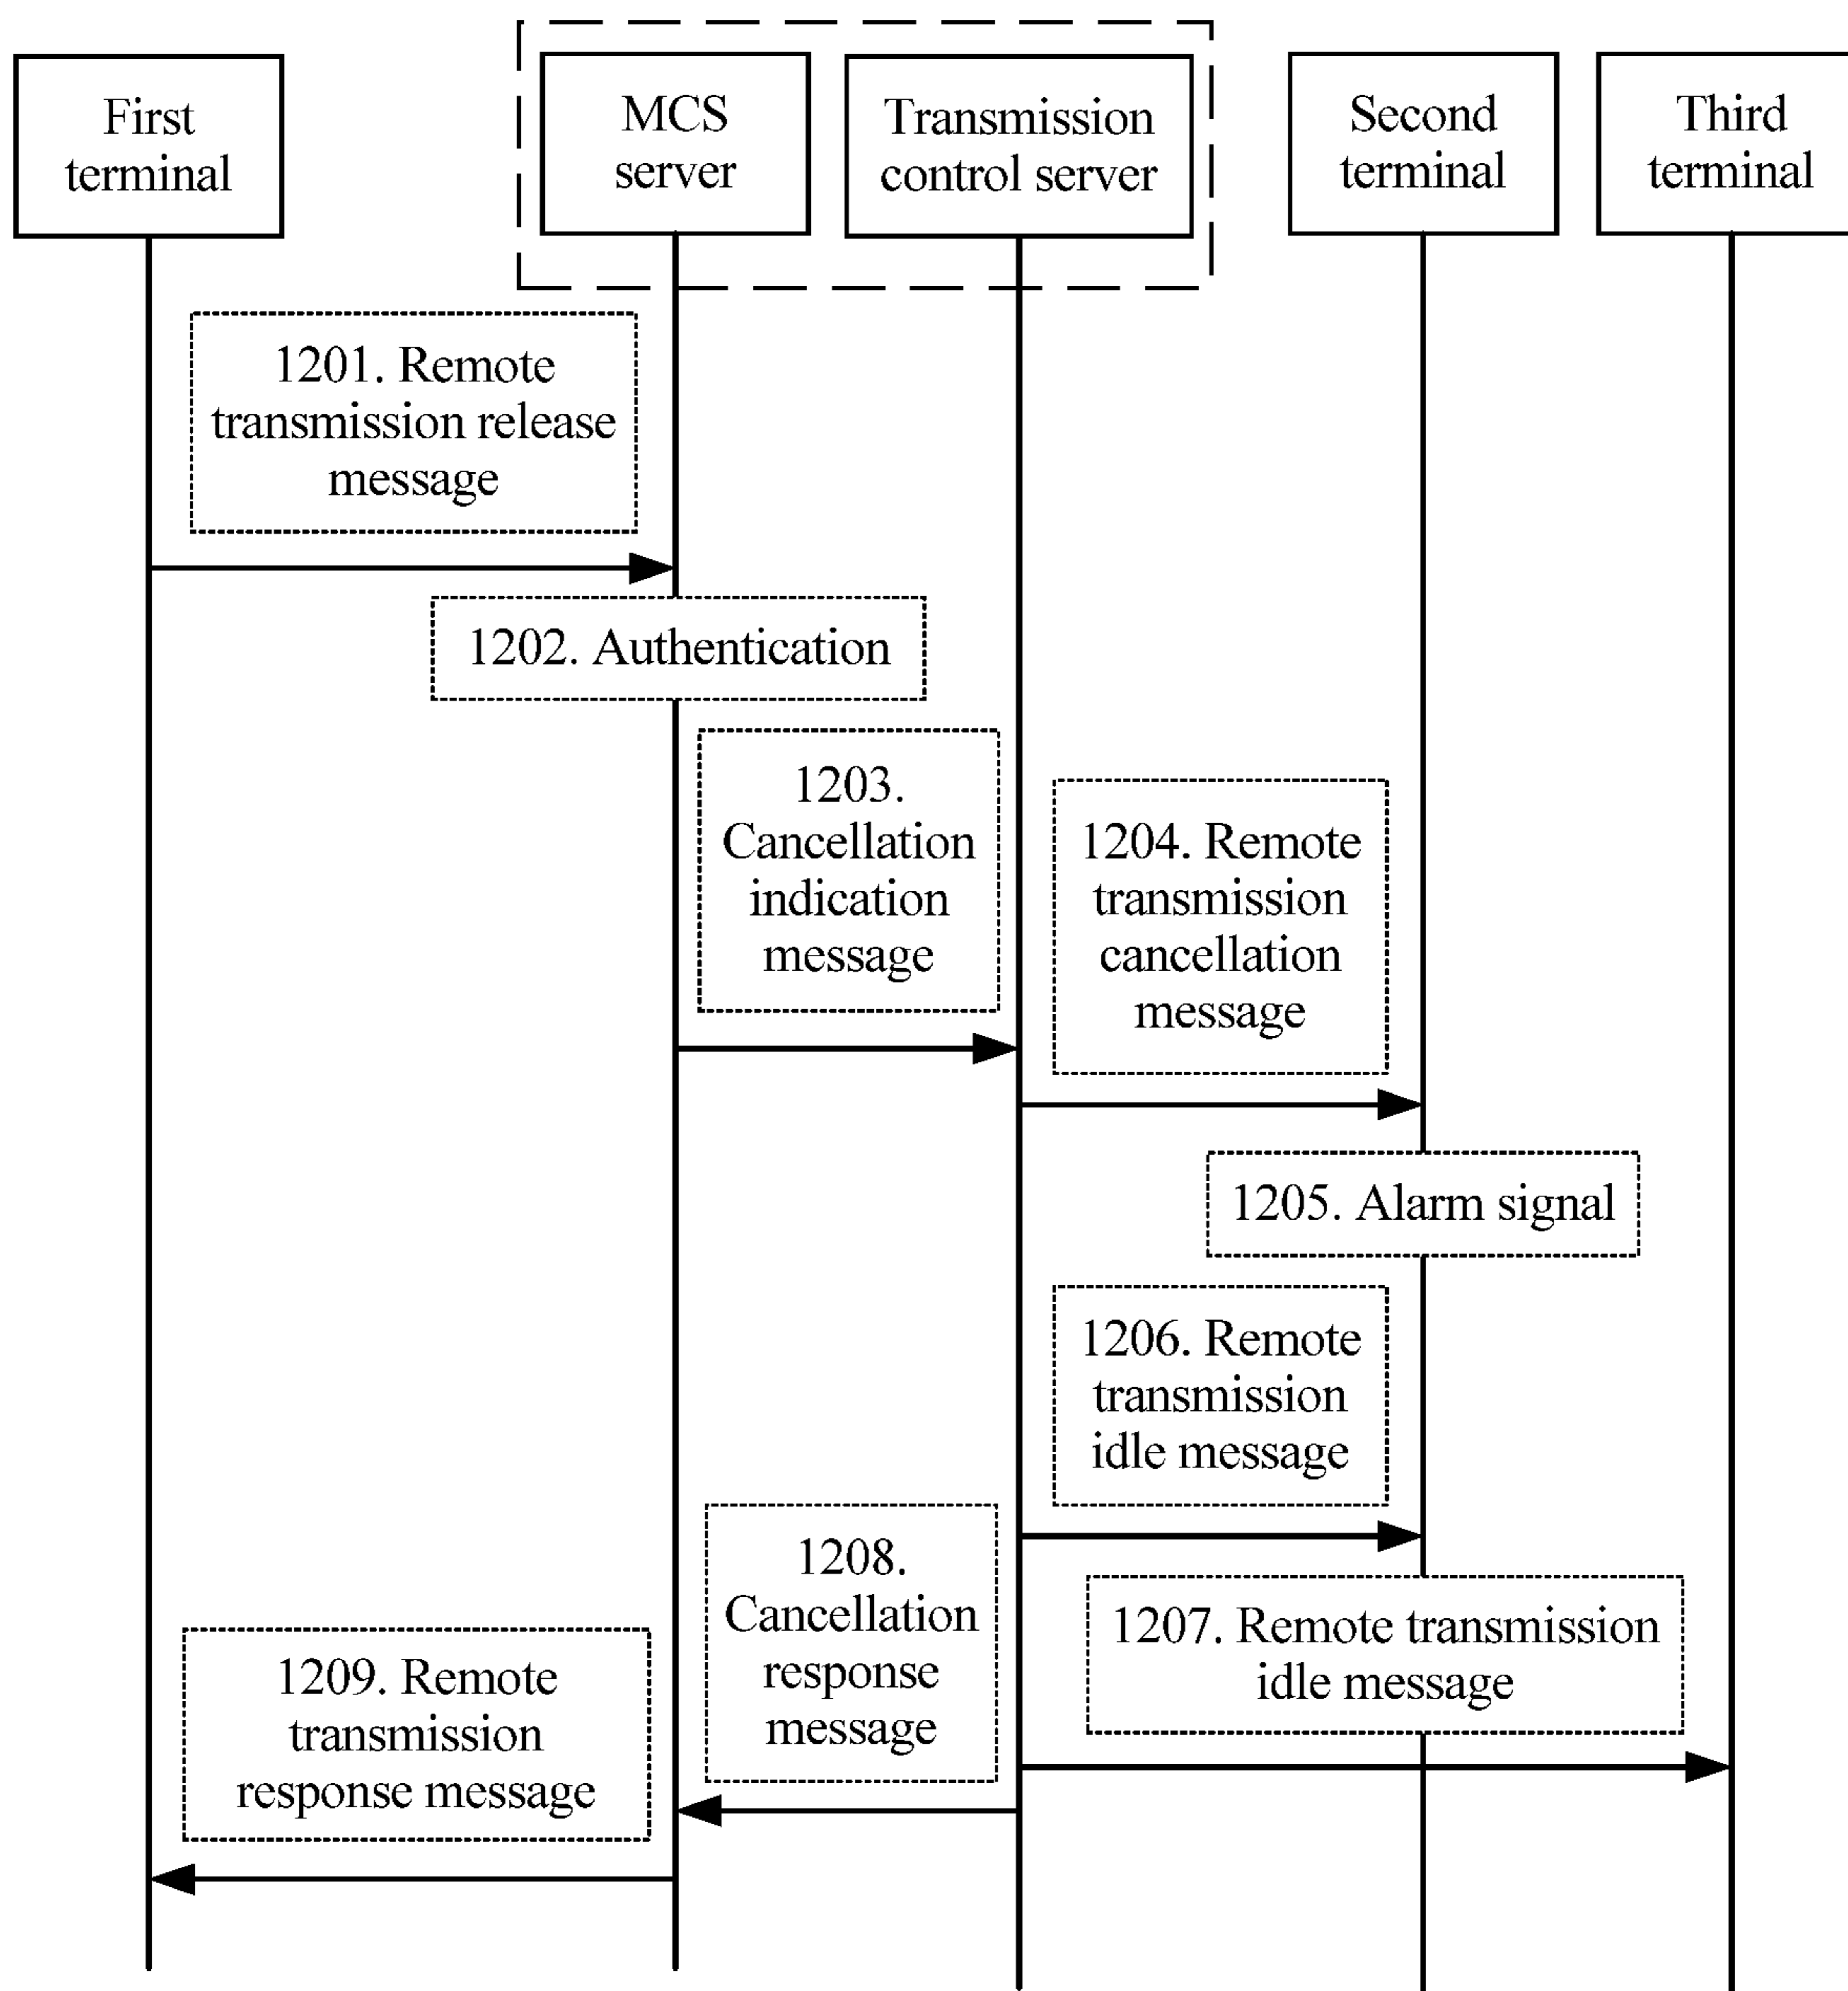 First
terminal
MCS
server
Transmission
control server
Second
terminal
Third
terminal
1201. Remote
transmission release
message
1202. Authentication
1203.
Cancellation
indication
message
1204. Remote
transmission
cancellation
message
1205. Alarm signal
1206. Remote
transmission
idle message
1207. Remote transmission
idle message
1208.
Cancellation
response
message
1209. Remote
transmission
response message